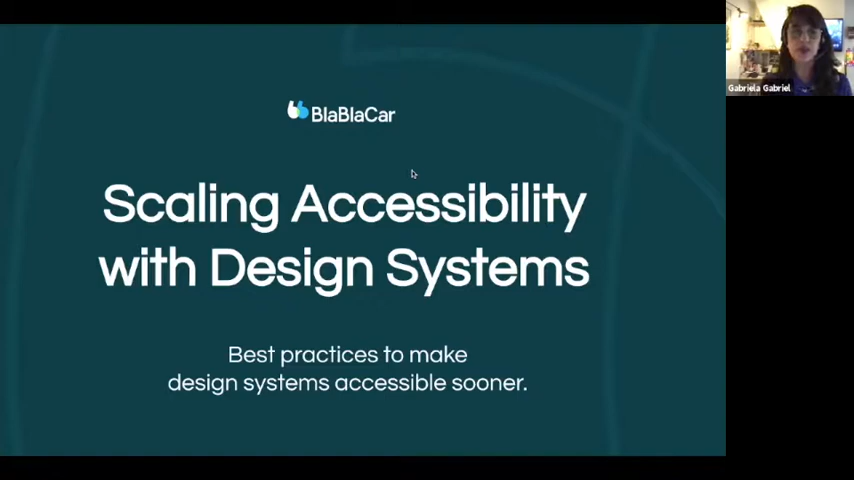 BlaBlaCar
Scaling Accessibility
with Design Systems
Best practices to make
design systems accessible sooner.
Gabriela Gabriel